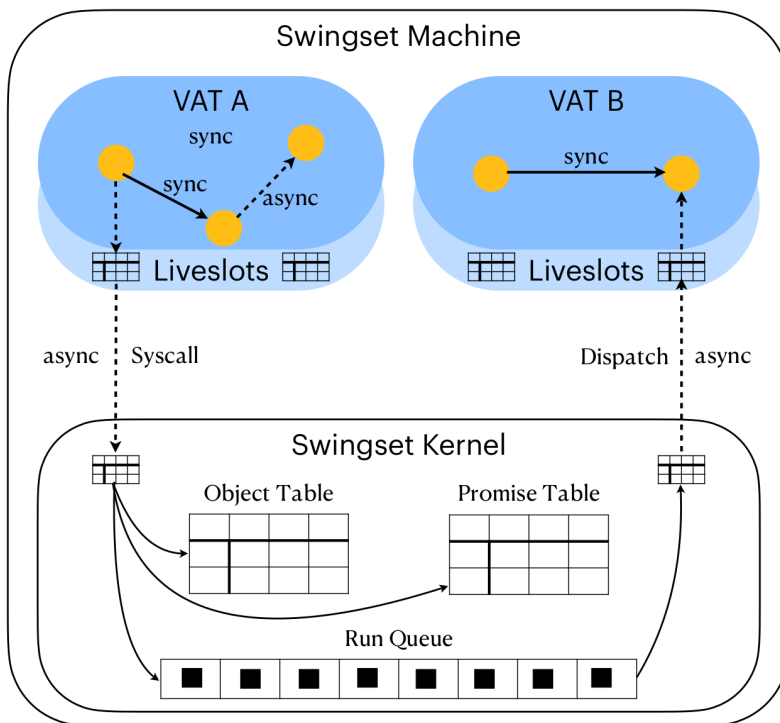 Swingset Machine
VAT A
VAT B
sync
sync
async
sync
Liveslots
Liveslots
async
Syscall
Dispatch
async
Swingset Kernel
Object Table
Promise Table
Run Queue